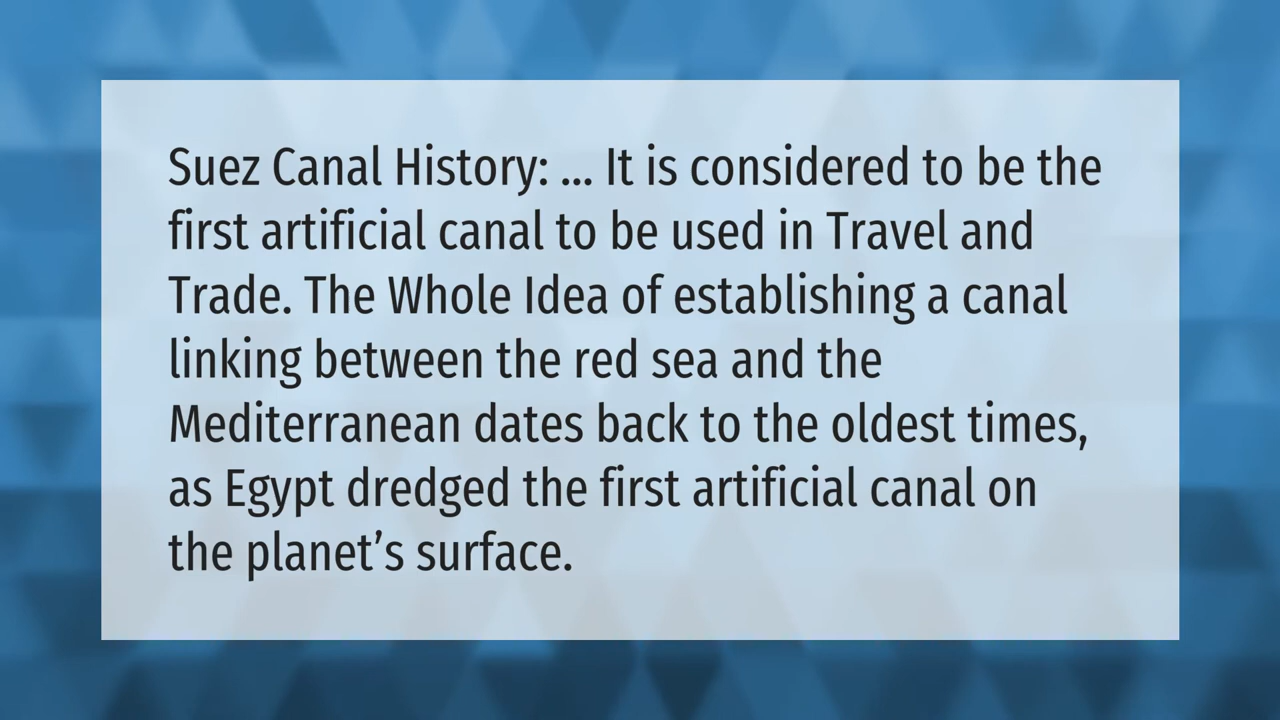 Suez Canal History: ... It is considered to be the
first artificial canal to be used in Travel and
Trade. The Whole Idea of establishing a canal
linking between the red sea and the
Mediterranean dates back to the oldest times,
as Egypt dredged the first artificial canal on
the planet’s surface.